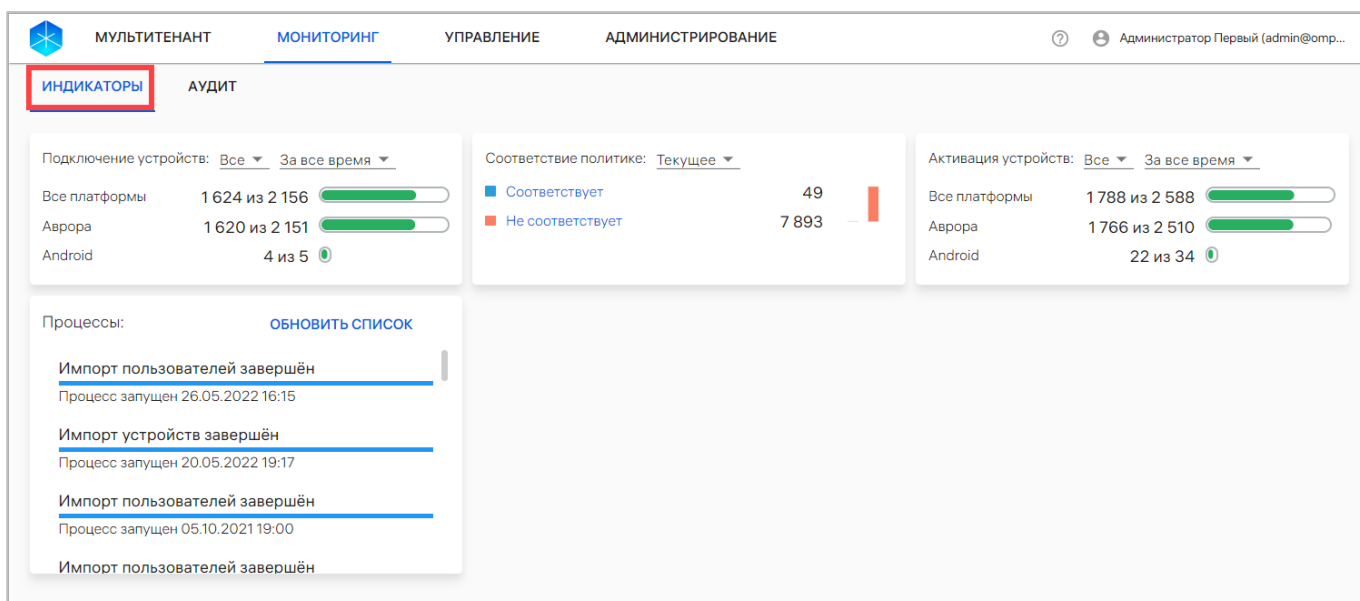 МУЛЬТИТЕНАНТ МОНИТОРИНГ УПРАВЛЕНИЕ АДМИНИСТРИРОВАНИЕ ? Администратор Первый (admin@omp...
ИНДИКАТОРЫ АУДИТ
Подключение устройств: Все За все время
Все платформы 1 624 из 2 156
Аврора 1 620 из 2 151
Android 4 из 5
Соответствие политике: Текущее
Соответствует 49
Не соответствует 7 893
Активация устройств: Все За все время
Все платформы 1 788 из 2 588
Аврора 1 766 из 2 510
Android 22 из 34
Процессы: ОБНОВИТЬ СПИСОК
Импорт пользователей завершён
Процесс запущен 26.05.2022 16:15
Импорт устройств завершён
Процесс запущен 20.05.2022 19:17
Импорт пользователей завершён
Процесс запущен 05.10.2021 19:00
Импорт пользователей завершён